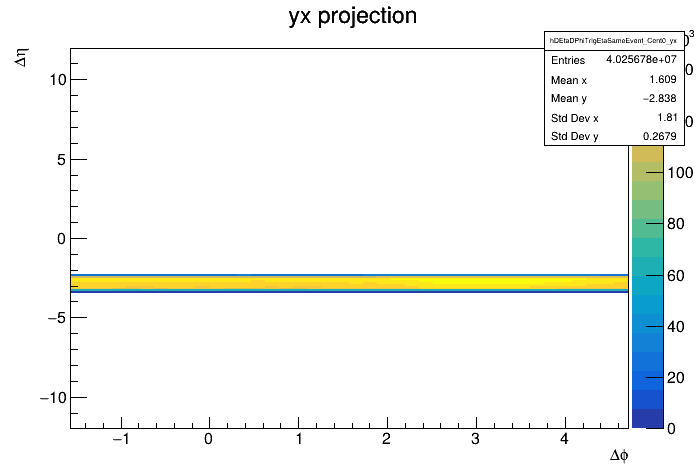 yx projection
hDEtaDPhiTrigEtaSameEvent_Cent0_yx
Entries 4.025678e+07
Mean x 1.609
Mean y −2.838
Std Dev x 1.81
Std Dev y 0.2679
Δη
10
5
0
−5
−10
−1 0 1 2 3 4
Δϕ
100
80
60
40
20
0